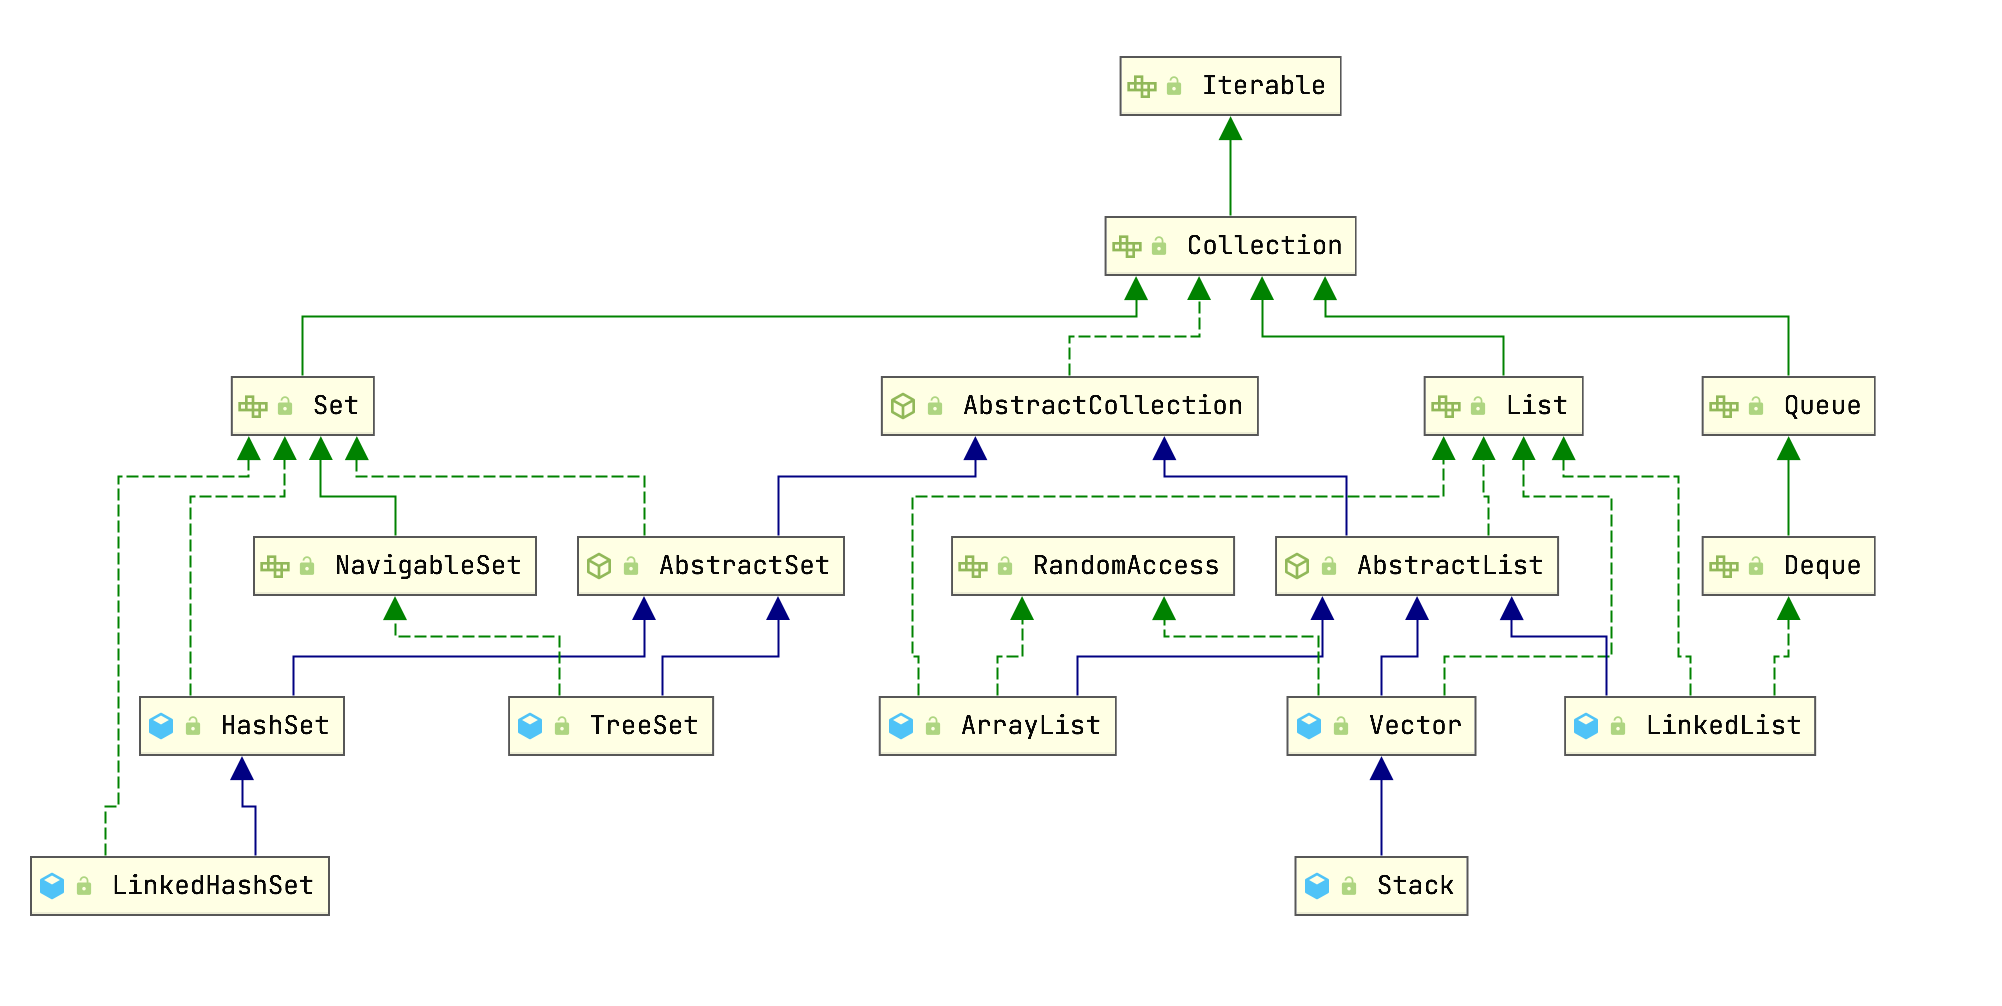 Iterable
Collection
Set
AbstractCollection
List
Queue
NavigableSet
AbstractSet
RandomAccess
AbstractList
Deque
HashSet
TreeSet
ArrayList
Vector
LinkedList
LinkedHashSet
Stack